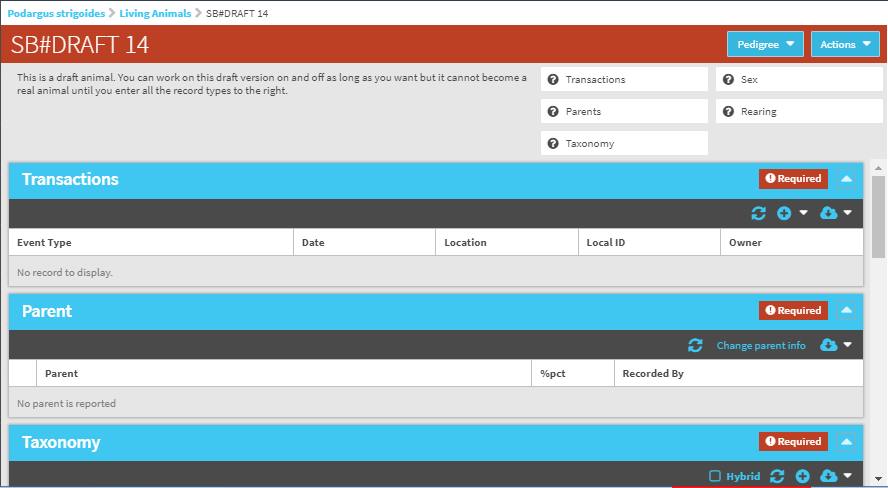 Podargus strigoides > Living Animals > SB#DRAFT 14
SB#DRAFT 14
Pedigree
Actions
This is a draft animal. You can work on this draft version on and off as long as you want but it cannot become a
real animal until you enter all the record types to the right.
Transactions
Sex
Parents
Rearing
Taxonomy
Transactions
Required
Event Type Date Location Local ID Owner
No record to display.
Parent
Required
Change parent info
Parent %pct Recorded By
No parent is reported
Taxonomy
Required
Hybrid